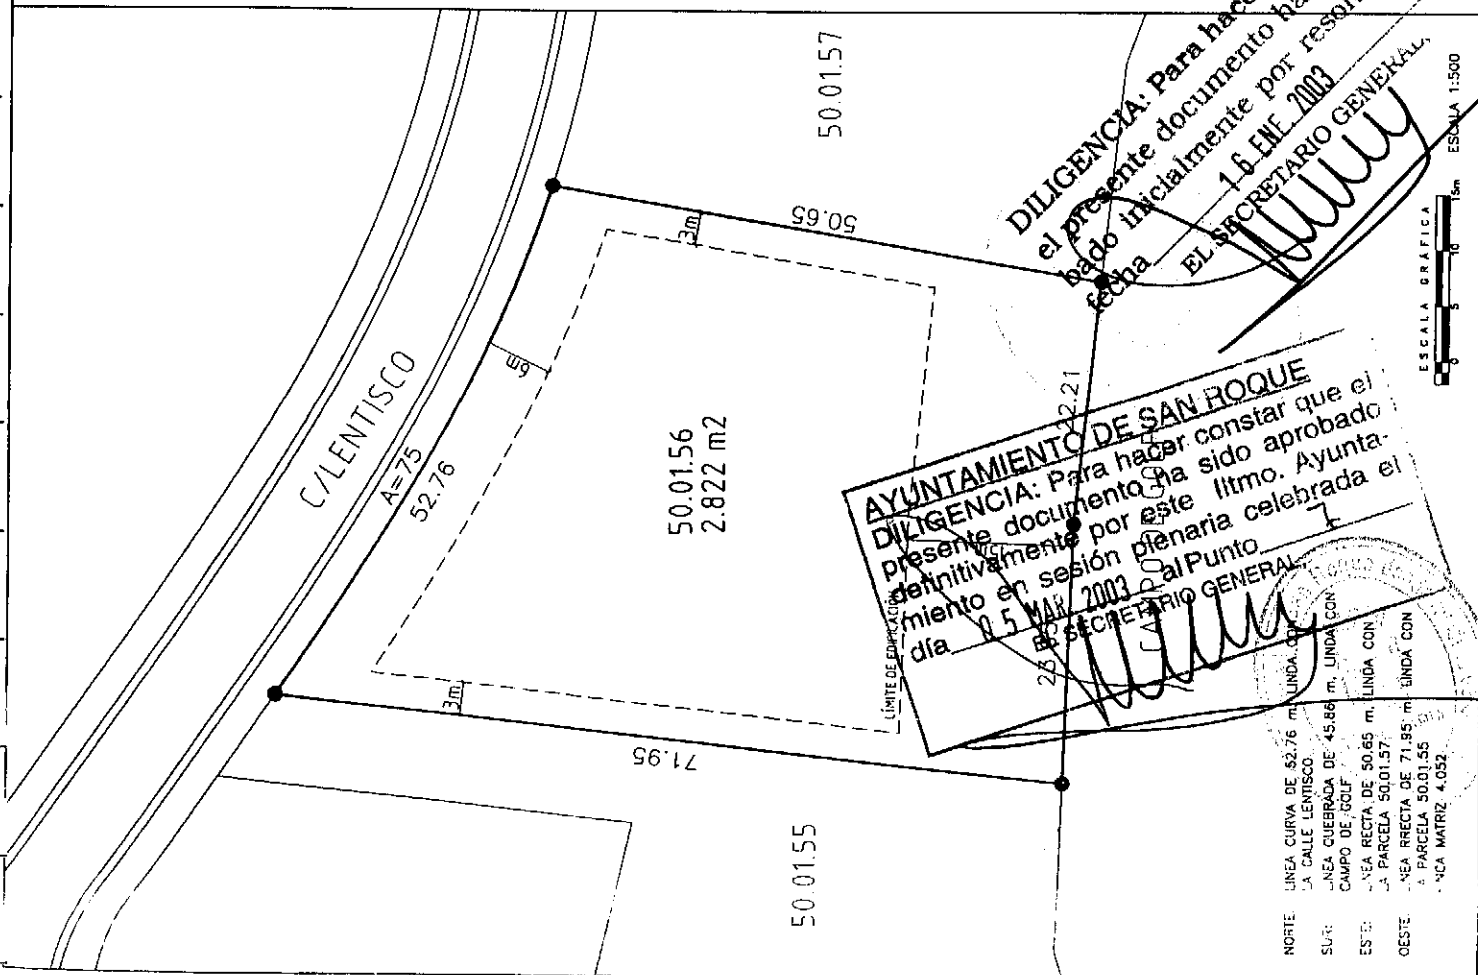 C/LENTISCO
A=75
52.76
50.01.57
50.65
3m
6m
50.01.56
2.822 m2
3m
71.95
50.01.55
LÍMITE DE EDIFICACIÓN
22.21
DILIGENCIA: Para
el presente documento
bado inicialmente por
fecha 16 ENE. 2003
EL SECRETARIO GENERAL,
AYUNTAMIENTO DE SAN ROQUE
DILIGENCIA: Para hacer constar que el
presente documento ha sido aprobado
definitivamente por este Iltmo. Ayunta-
miento en sesión plenaria celebrada el
día 05 MAR 2003 al Punto 7
EL SECRETARIO GENERAL,
NORTE: LINEA CURVA DE 52.76 m. LINDA CON
LA CALLE LENTISCO.
SUR: LINEA QUEBRADA DE 45.86 m. LINDA CON
CAMPO DE GOLF
ESTE: LINEA RECTA DE 50.65 m. LINDA CON
LA PARCELA 50.01.57
OESTE: LINEA RRECTA DE 71.95 m. LINDA CON
LA PARCELA 50.01.55
FINCA MATRIZ 4.052
ESCALA GRÁFICA
0 5 10 15m
ESCALA 1:500